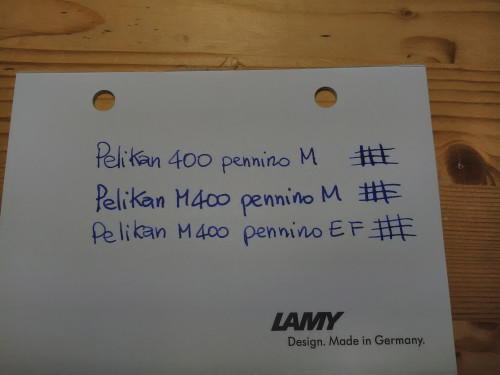 Pelikan 400 pennino M
Pelikan M400 pennino M
Pelikan M400 pennino EF
LAMY
Design. Made in Germany.